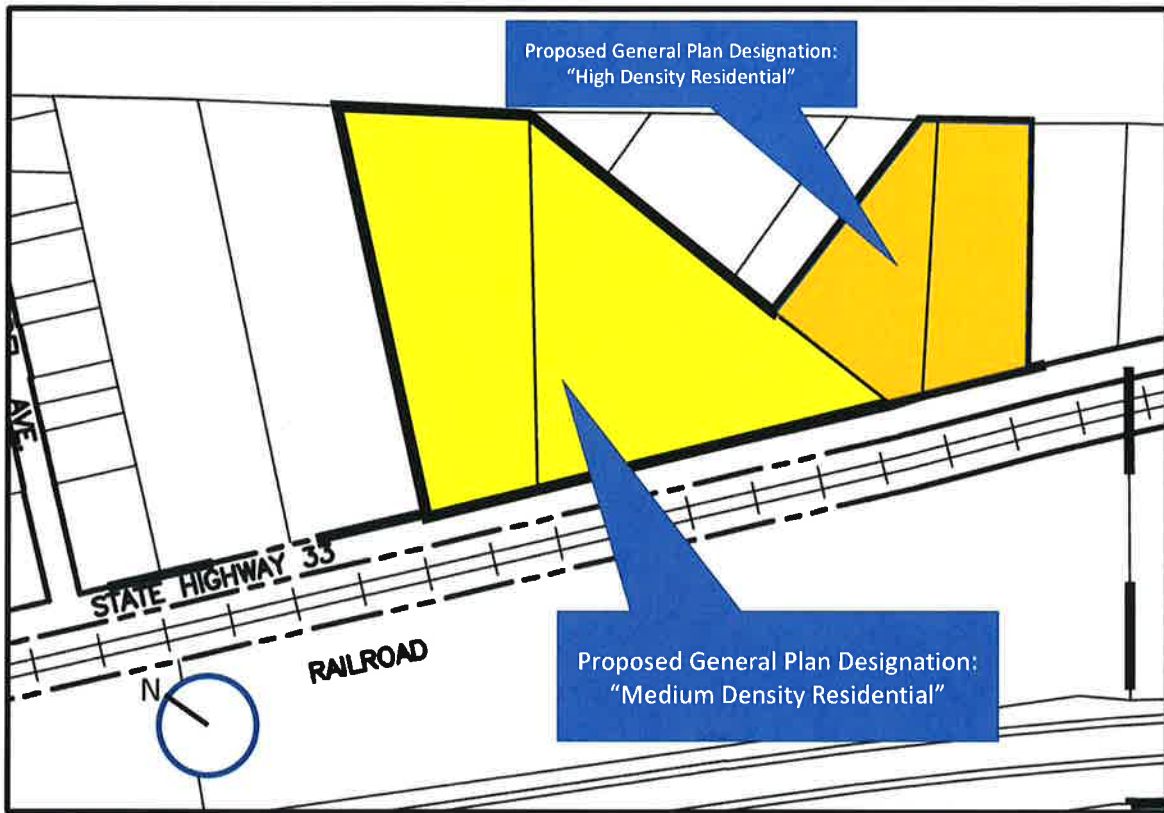 Proposed General Plan Designation:
“High Density Residential”
AVE.
STATE HIGHWAY 33
RAILROAD
N
Proposed General Plan Designation:
“Medium Density Residential”